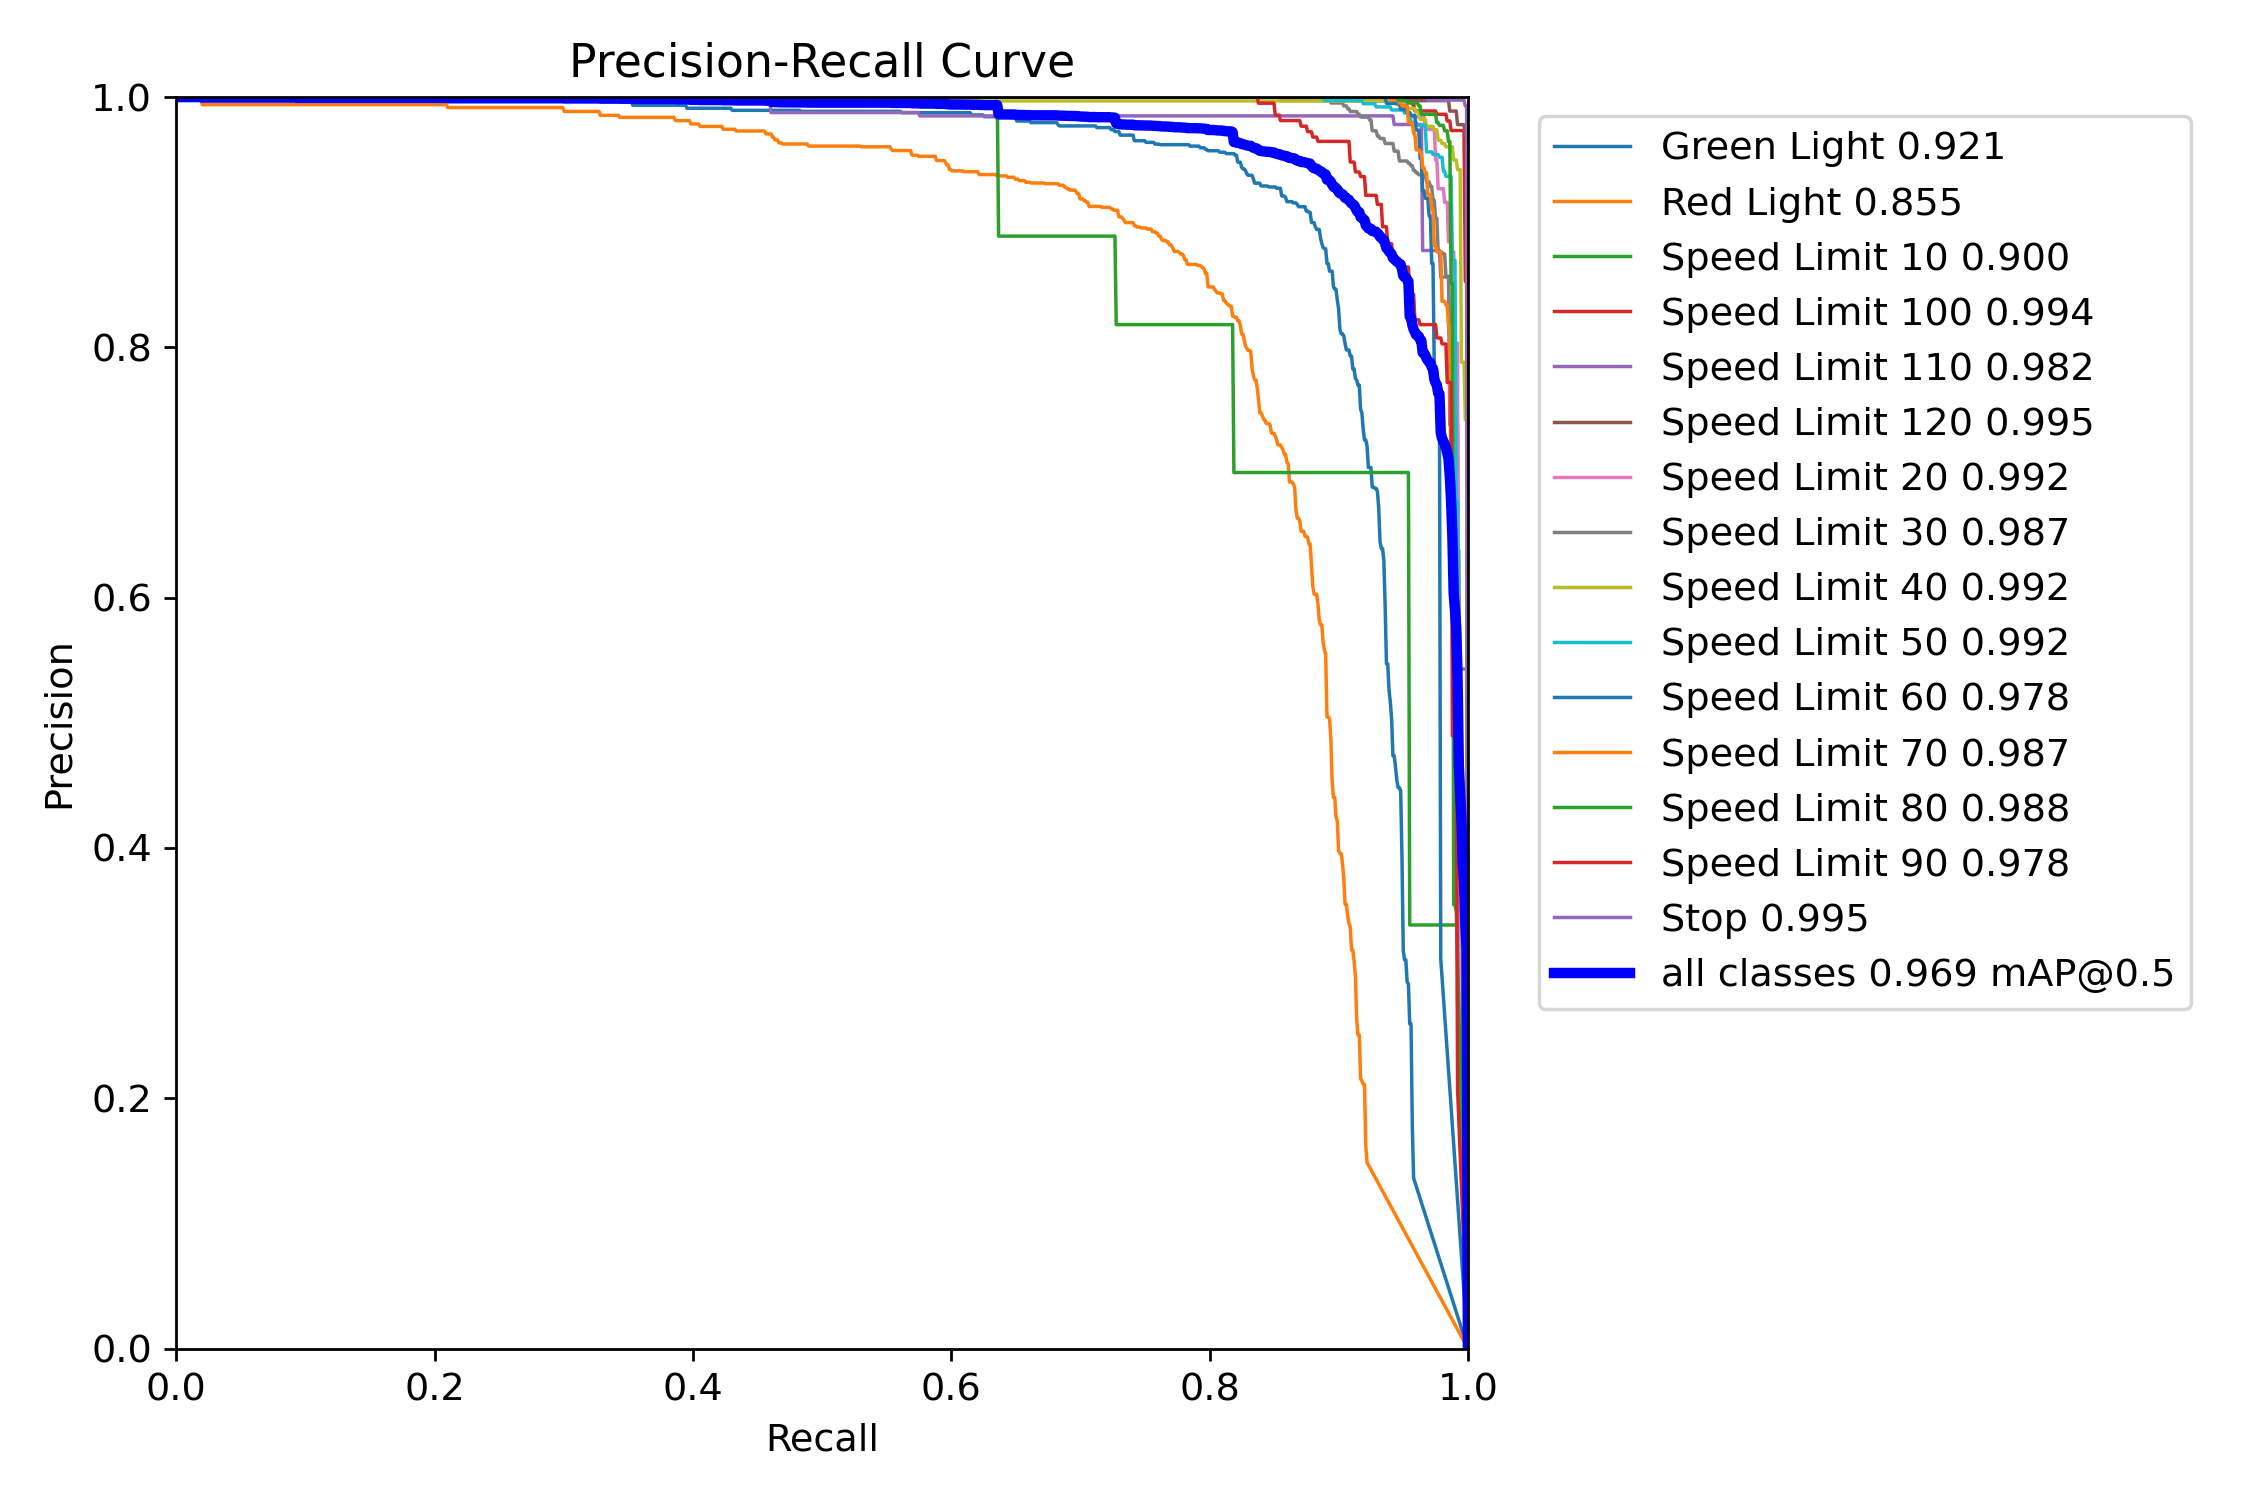 Precision-Recall Curve
1.0
0.8
0.6
0.4
0.2
0.0
Precision
0.0 0.2 0.4 0.6 0.8 1.0
Recall
Green Light 0.921
Red Light 0.855
Speed Limit 10 0.900
Speed Limit 100 0.994
Speed Limit 110 0.982
Speed Limit 120 0.995
Speed Limit 20 0.992
Speed Limit 30 0.987
Speed Limit 40 0.992
Speed Limit 50 0.992
Speed Limit 60 0.978
Speed Limit 70 0.987
Speed Limit 80 0.988
Speed Limit 90 0.978
Stop 0.995
all classes 0.969 mAP@0.5